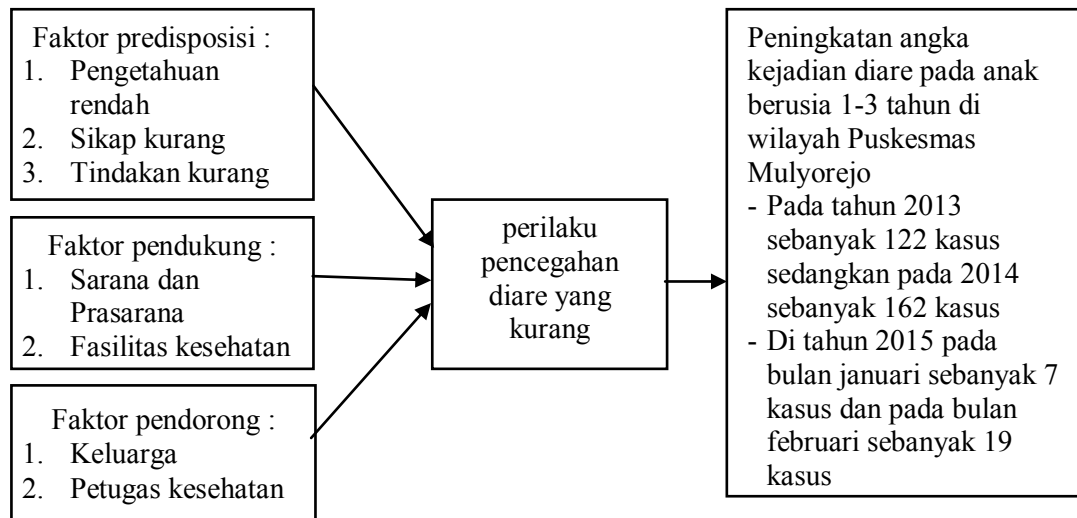 Faktor predisposisi :
1. Pengetahuan
rendah
2. Sikap kurang
3. Tindakan kurang
Faktor pendukung :
1. Sarana dan
Prasarana
2. Fasilitas kesehatan
Faktor pendorong :
1. Keluarga
2. Petugas kesehatan
perilaku
pencegahan
diare yang
kurang
Peningkatan angka
kejadian diare pada anak
berusia 1-3 tahun di
wilayah Puskesmas
Mulyorejo
- Pada tahun 2013
sebanyak 122 kasus
sedangkan pada 2014
sebanyak 162 kasus
- Di tahun 2015 pada
bulan januari sebanyak 7
kasus dan pada bulan
februari sebanyak 19
kasus